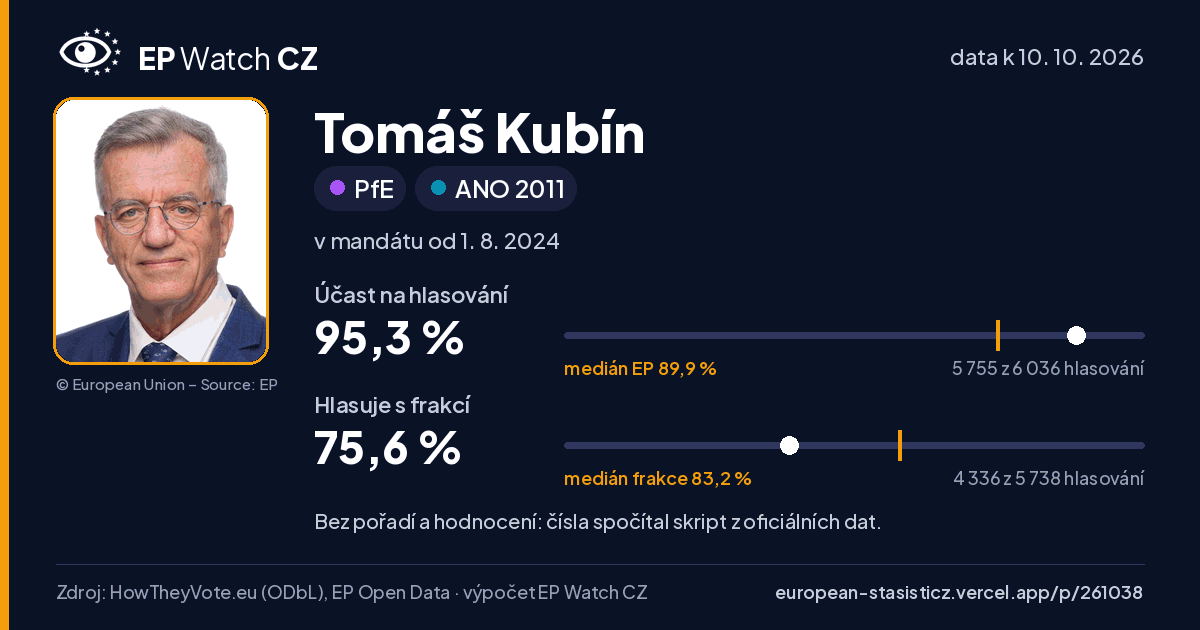 EP Watch CZ
data k 10. 10. 2026
Tomáš Kubín
PfE
ANO 2011
v mandátu od 1. 8. 2024
Účast na hlasování
95,3 %
medián EP 89,9 %
5 755 z 6 036 hlasování
© European Union – Source: EP
Hlasuje s frakcí
75,6 %
medián frakce 83,2 %
4 336 z 5 738 hlasování
Bez pořadí a hodnocení: čísla spočítal skript z oficiálních dat.
Zdroj: HowTheyVote.eu (ODbL), EP Open Data · výpočet EP Watch CZ
european-stasisticz.vercel.app/p/261038